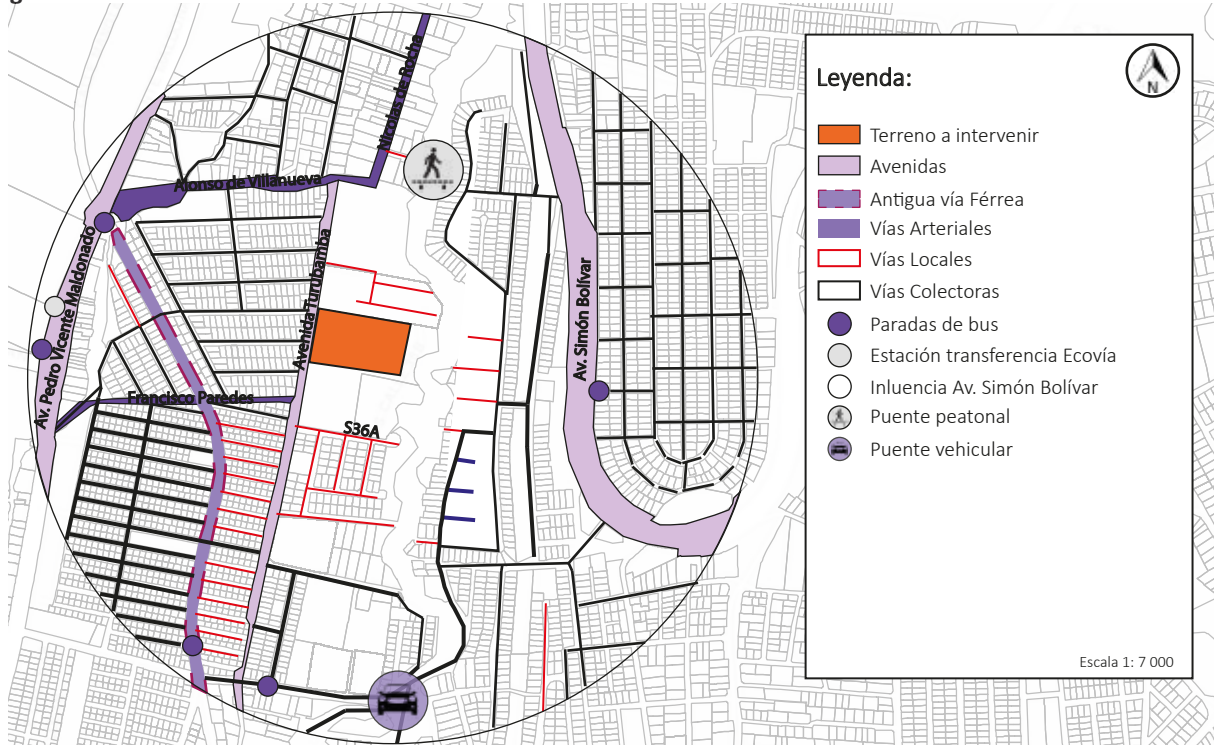 g
Nicolas de Rocha
Alonso de Villanueva
Av. Pedro Vicente Maldonado
Avenida Turubamba
Av. Simón Bolívar
Francisco Paredes
S36A
Leyenda:
N
Terreno a intervenir
Avenidas
Antigua vía Férrea
Vías Arteriales
Vías Locales
Vías Colectoras
Paradas de bus
Estación transferencia Ecovía
Inluencia Av. Simón Bolívar
Puente peatonal
Puente vehicular
Escala 1: 7 000